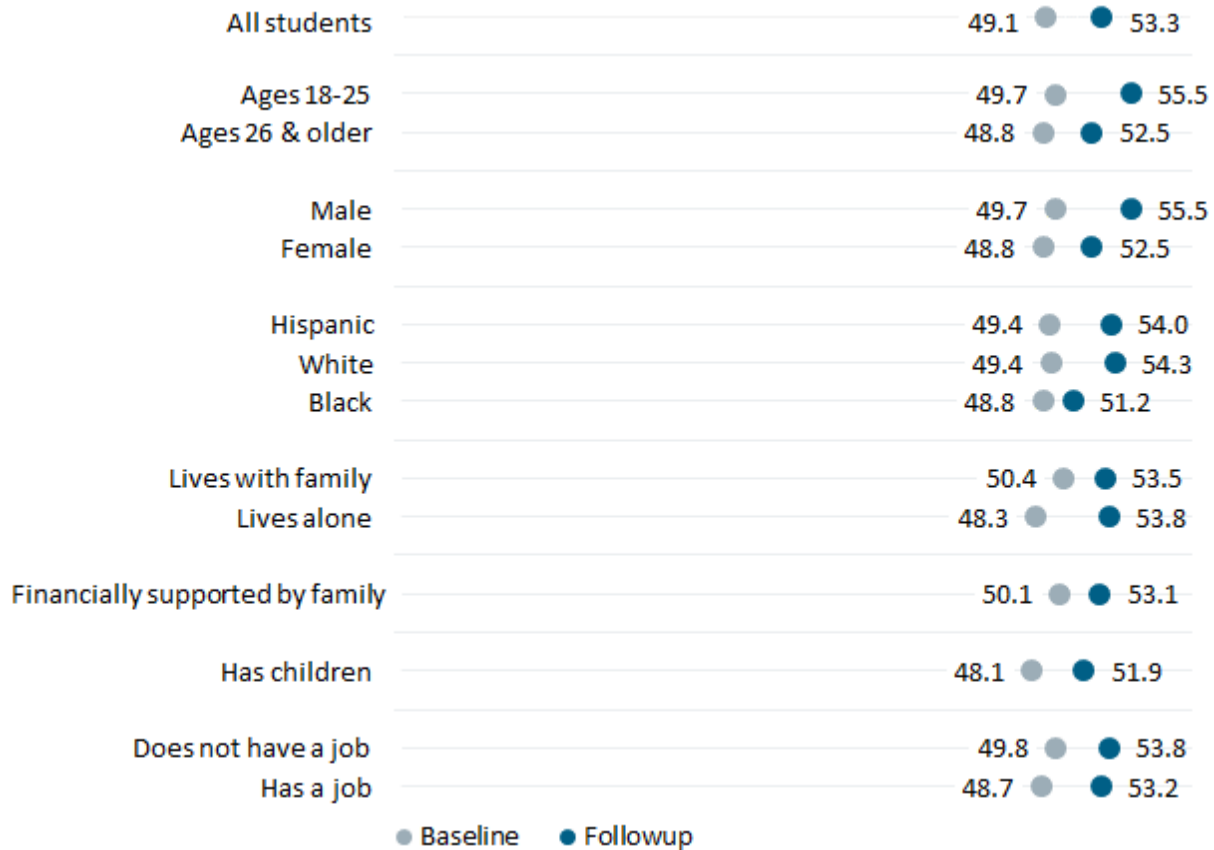 All students 49.1 53.3
Ages 18-25 49.7 55.5
Ages 26 & older 48.8 52.5
Male 49.7 55.5
Female 48.8 52.5
Hispanic 49.4 54.0
White 49.4 54.3
Black 48.8 51.2
Lives with family 50.4 53.5
Lives alone 48.3 53.8
Financially supported by family 50.1 53.1
Has children 48.1 51.9
Does not have a job 49.8 53.8
Has a job 48.7 53.2
Baseline Followup